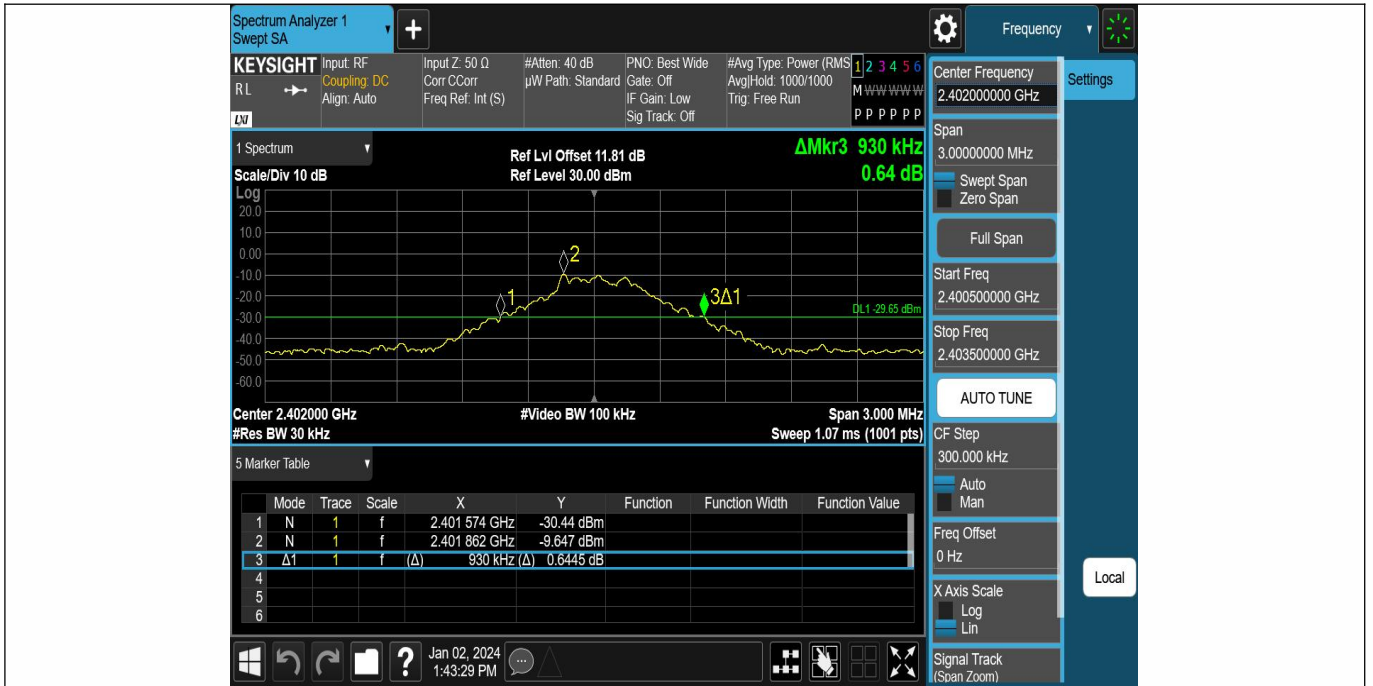 Spectrum Analyzer 1
Swept SA
+
Frequency
KEYSIGHT
RL
LXI
Input: RF
Coupling: DC
Align: Auto
Input Z: 50 Ω
Corr CCorr
Freq Ref: Int (S)
#Atten: 40 dB
µW Path: Standard
PNO: Best Wide
Gate: Off
IF Gain: Low
Sig Track: Off
#Avg Type: Power (RMS
Avg|Hold: 1000/1000
Trig: Free Run
1 2 3 4 5 6
M W W W W W
P P P P P P
1 Spectrum
Scale/Div 10 dB
Ref Lvl Offset 11.81 dB
Ref Level 30.00 dBm
ΔMkr3 930 kHz
0.64 dB
Log
20.0
10.0
0.00
-10.0
-20.0
-30.0
-40.0
-50.0
-60.0
1
2
3Δ1
DL1 -29.65 dBm
Center 2.402000 GHz
#Video BW 100 kHz
Span 3.000 MHz
#Res BW 30 kHz
Sweep 1.07 ms (1001 pts)
5 Marker Table
Mode Trace Scale X Y Function Function Width Function Value
1 N 1 f 2.401 574 GHz -30.44 dBm
2 N 1 f 2.401 862 GHz -9.647 dBm
3 Δ1 1 f (Δ) 930 kHz (Δ) 0.6445 dB
4
5
6
?
Jan 02, 2024
1:43:29 PM
Center Frequency
2.402000000 GHz
Settings
Span
3.00000000 MHz
Swept Span
Zero Span
Full Span
Start Freq
2.400500000 GHz
Stop Freq
2.403500000 GHz
AUTO TUNE
CF Step
300.000 kHz
Auto
Man
Freq Offset
0 Hz
X Axis Scale
Log
Lin
Signal Track
(Span Zoom)
Local